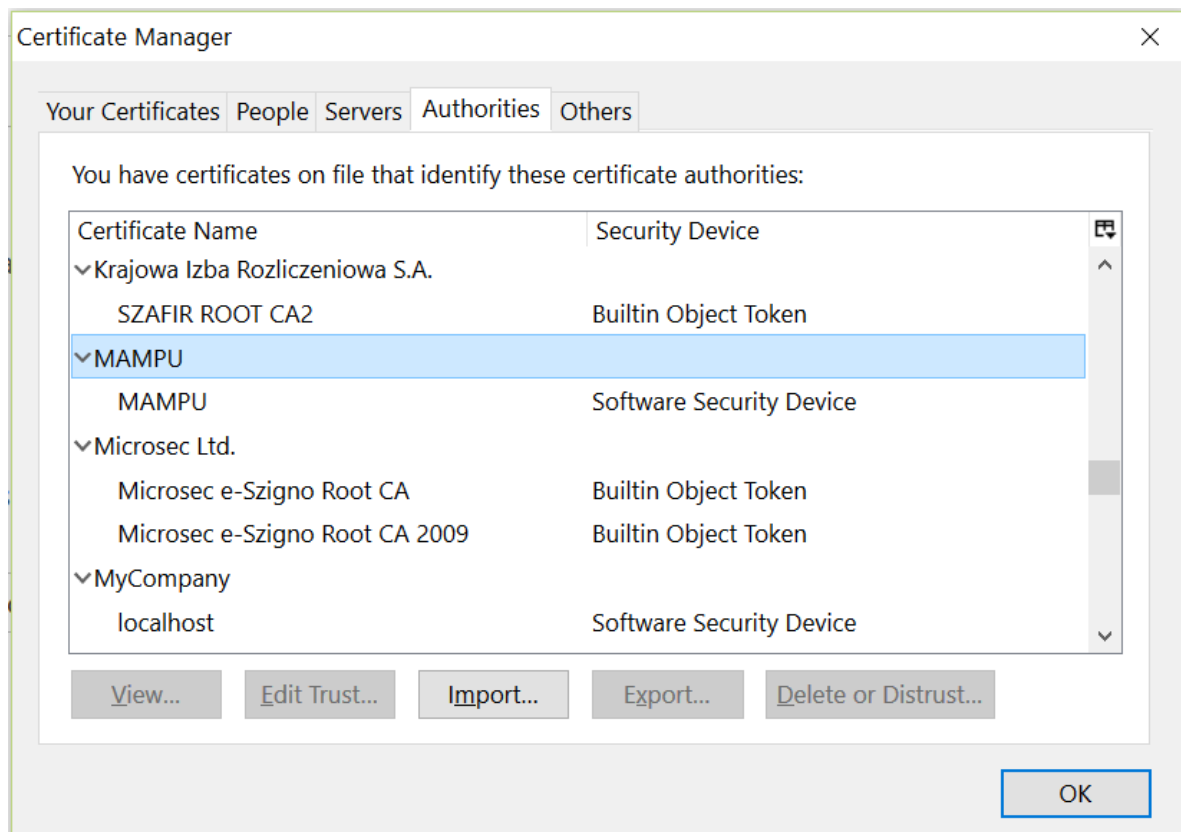 Certificate Manager
Your Certificates People Servers Authorities Others
You have certificates on file that identify these certificate authorities:
Certificate Name Security Device
Krajowa Izba Rozliczeniowa S.A.
SZAFIR ROOT CA2 Builtin Object Token
MAMPU
MAMPU Software Security Device
Microsec Ltd.
Microsec e-Szigno Root CA Builtin Object Token
Microsec e-Szigno Root CA 2009 Builtin Object Token
MyCompany
localhost Software Security Device
View... Edit Trust... Import... Export... Delete or Distrust...
OK